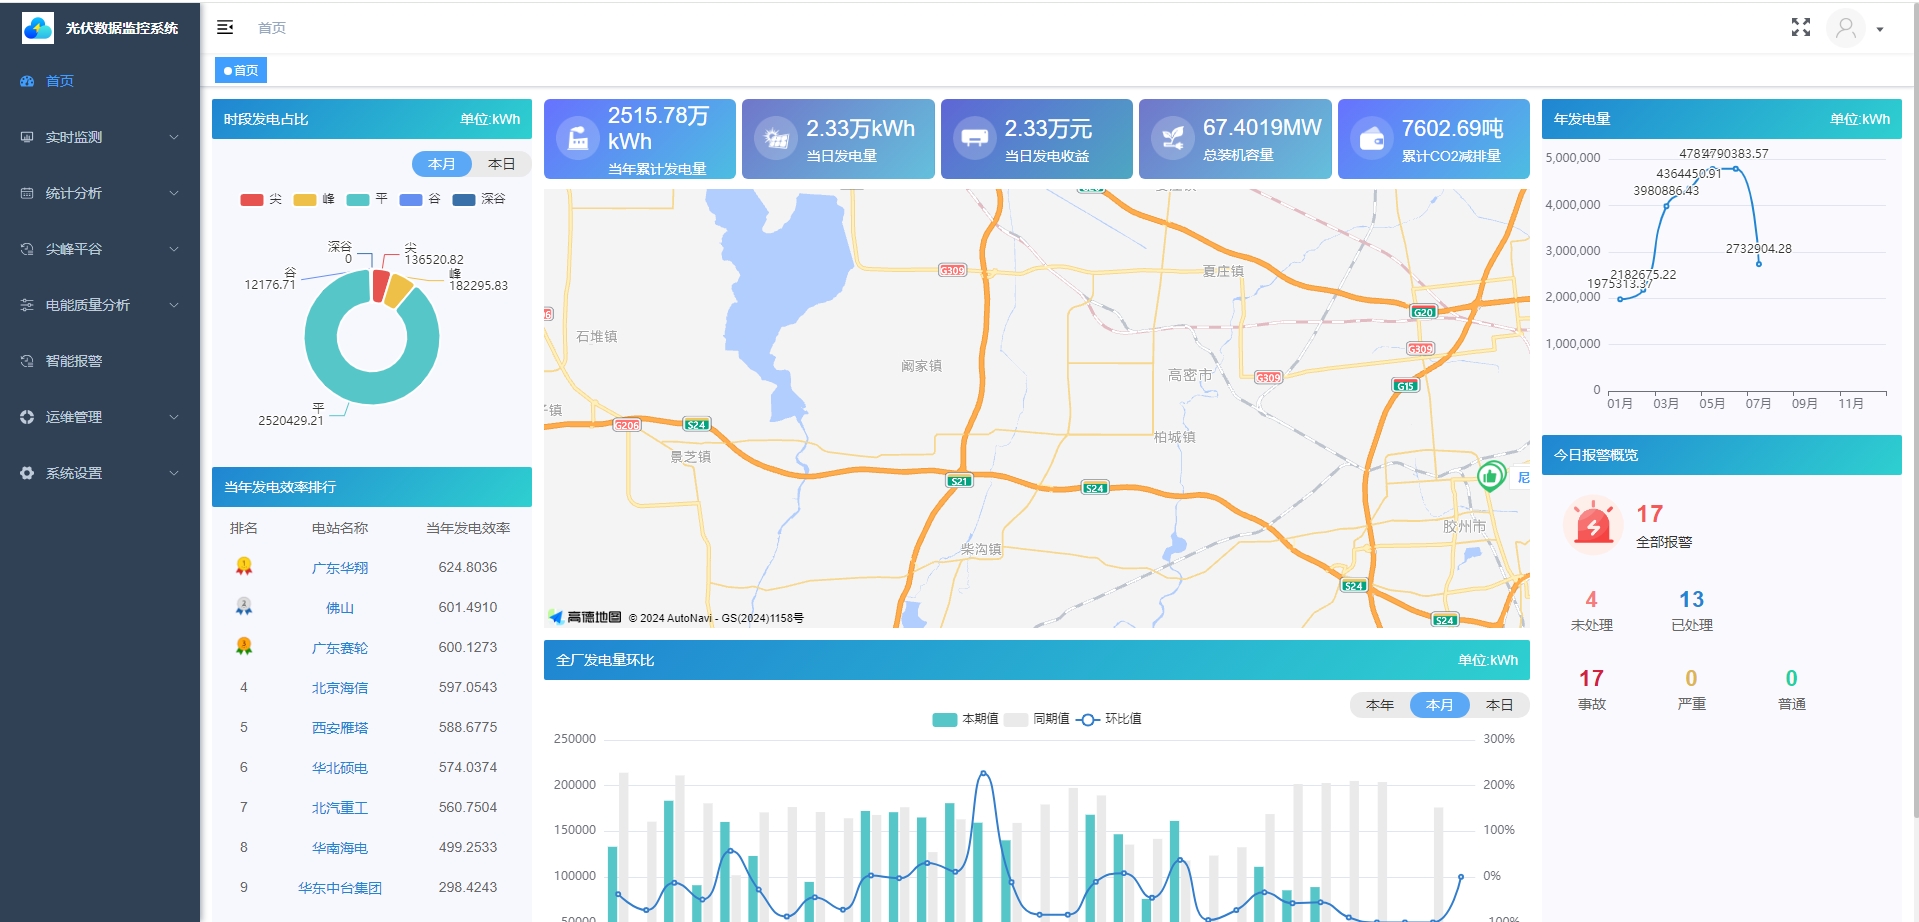 光伏数据监控系统
首页
首页
首页
实时监测
统计分析
尖峰平谷
电能质量分析
智能报警
运维管理
系统设置
时段发电占比 单位:kWh
本月 本日
尖 峰 平 谷 深谷
深谷
0
尖
136520.82
谷
12176.71
峰
182295.83
平
2520429.21
当年发电效率排行
排名 电站名称 当年发电效率
1 广东华翔 624.8036
2 佛山 601.4910
3 广东赛轮 600.1273
4 北京海信 597.0543
5 西安雁塔 588.6775
6 华北硕电 574.0374
7 北汽重工 560.7504
8 华南海电 499.2533
9 华东中台集团 298.4243
2515.78万
kWh
当年累计发电量
2.33万kWh
当日发电量
2.33万元
当日发电收益
67.4019MW
总装机容量
7602.69吨
累计CO2减排量
G309
夏庄镇
G20
石堆镇
G309
阚家镇
高密市
G309
G15
G206
S24
柏城镇
景芝镇
S21
S24
尼
胶州市
柴沟镇
S24
S24
高德地图 © 2024 AutoNavi - GS(2024)1158号
全厂发电量环比 单位:kWh
本年 本月 本日
本期值 同期值 环比值
250000 300%
200000 200%
150000 100%
100000 0%
50000 -100%
年发电量 单位:kWh
5,000,000
4,000,000
3,000,000
2,000,000
1,000,000
0
4790383.57
4364450.91
3980886.43
2732904.28
2182675.22
1975313.37
01月 03月 05月 07月 09月 11月
今日报警概览
17
全部报警
4 13
未处理 已处理
17 0 0
事故 严重 普通